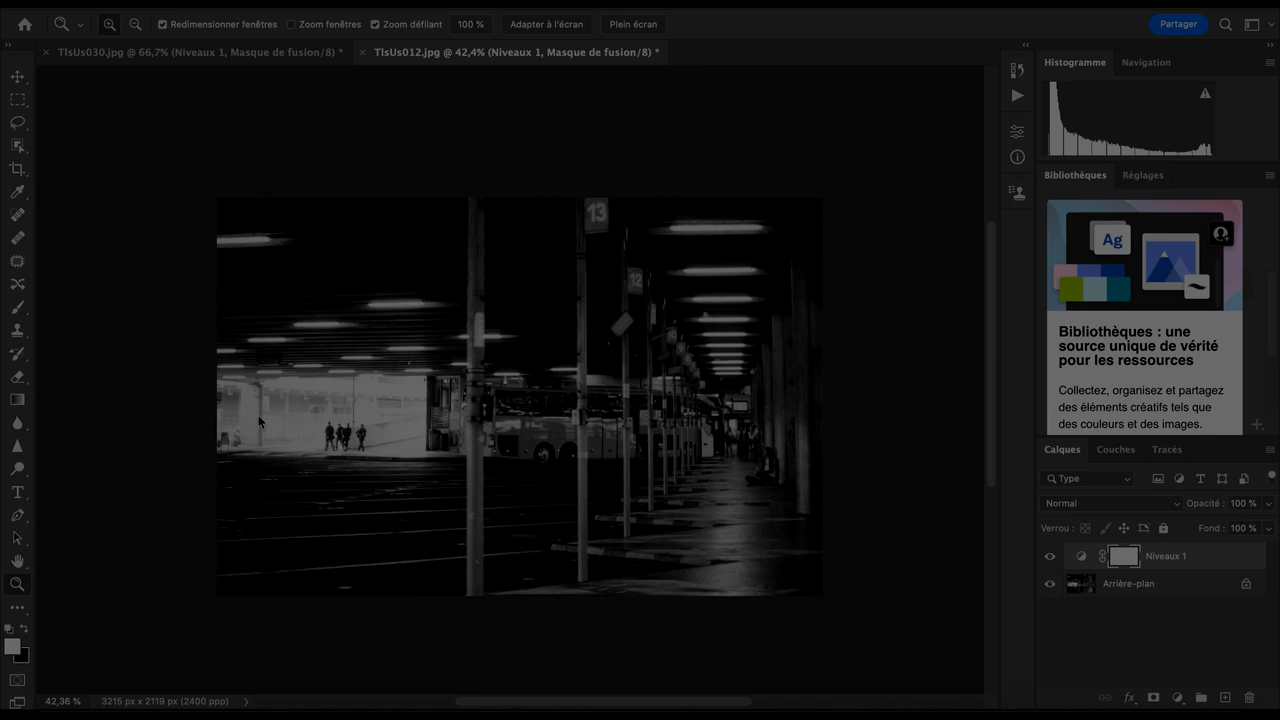 Redimensionner fenêtres
Zoom fenêtres
Zoom défilant
100 %
Adapter à l'écran
Plein écran
Partager
TlsUs030.jpg @ 66,7% (Niveaux 1, Masque de fusion/8) *
TlsUs012.jpg @ 42,4% (Niveaux 1, Masque de fusion/8) *
Histogramme
Navigation
Bibliothèques
Réglages
Ag
Bibliothèques : une
source unique de vérité
pour les ressources
Collectez, organisez et partagez
des éléments créatifs tels que
des couleurs et des images.
13
12
Calques
Couches
Tracés
Type
Normal
Opacité : 100 %
Verrou :
Fond : 100 %
Niveaux 1
Arrière-plan
fx
42,36 %
3215 px x 2119 px (2400 ppp)